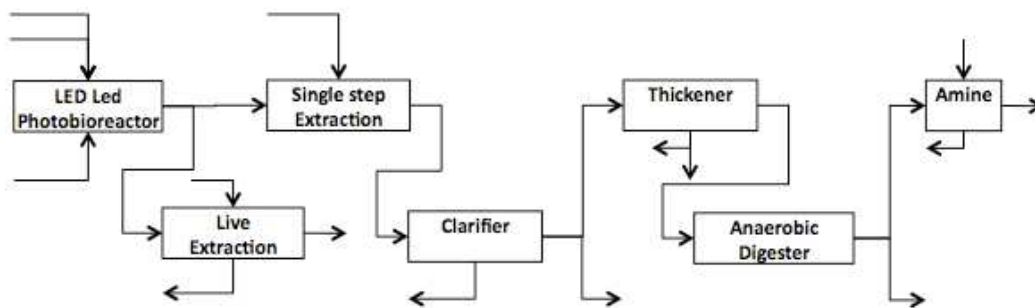 LED Led
Photobioreactor
Single step
Extraction
Thickener
Amine
Live
Extraction
Clarifier
Anaerobic
Digester